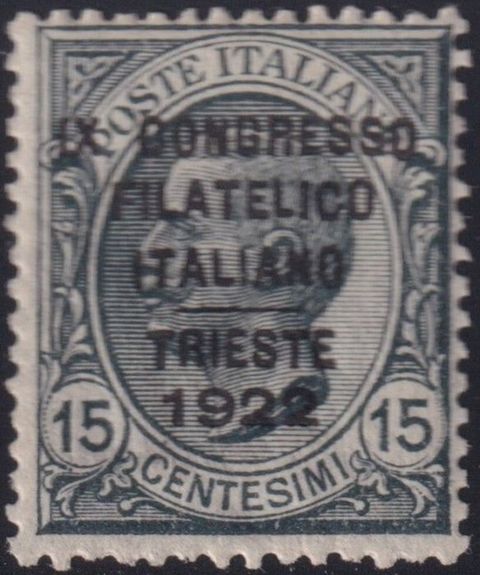 POSTE ITALIANE
IX CONGRESSO
FILATELICO
ITALIANO
TRIESTE
1922
15
15
CENTESIMI